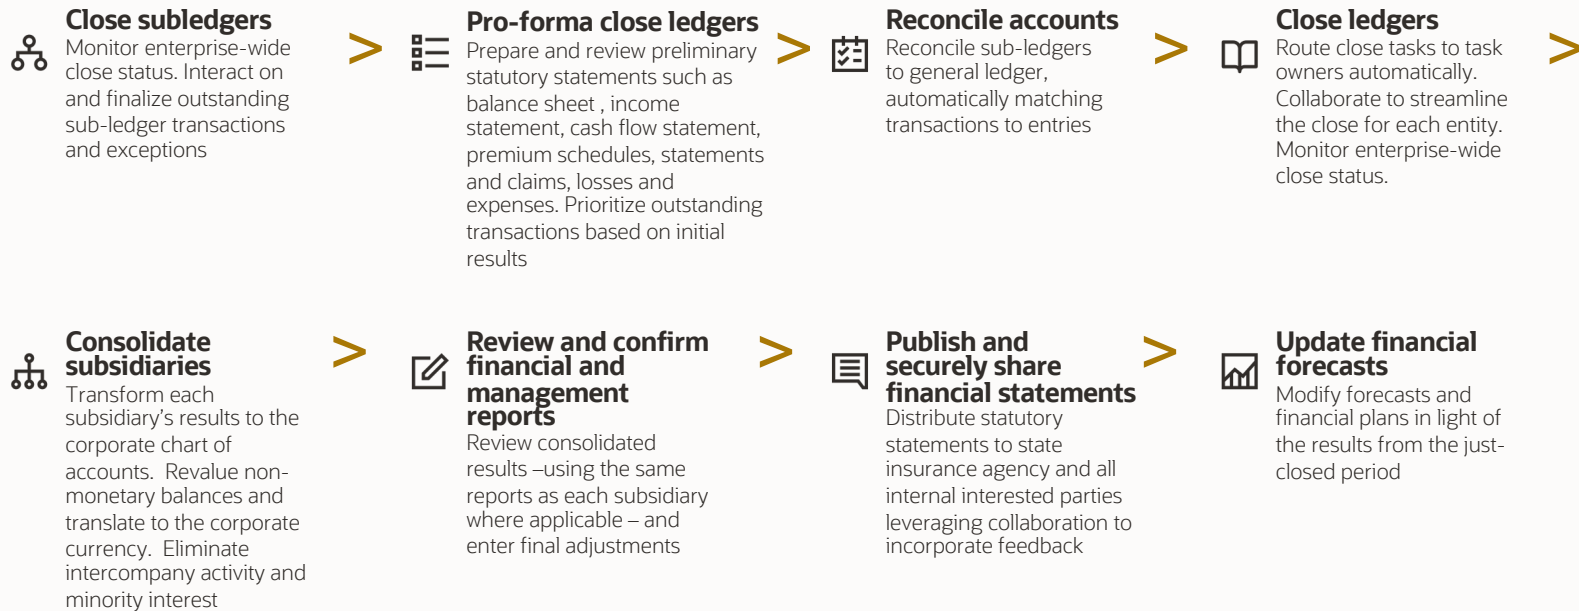 Close subledgers
Monitor enterprise-wide
close status. Interact on
and finalize outstanding
sub-ledger transactions
and exceptions
>
Pro-forma close ledgers
Prepare and review preliminary
statutory statements such as
balance sheet , income
statement, cash flow statement,
premium schedules, statements
and claims, losses and
expenses. Prioritize outstanding
transactions based on initial
results
>
Reconcile accounts
Reconcile sub-ledgers
to general ledger,
automatically matching
transactions to entries
>
Close ledgers
Route close tasks to task
owners automatically.
Collaborate to streamline
the close for each entity.
Monitor enterprise-wide
close status.
>
Consolidate
subsidiaries
Transform each
subsidiary’s results to the
corporate chart of
accounts.  Revalue non-
monetary balances and
translate to the corporate
currency.  Eliminate
intercompany activity and
minority interest
>
Review and confirm
financial and
management
reports
Review consolidated
results –using the same
reports as each subsidiary
where applicable – and
enter final adjustments
>
Publish and
securely share
financial statements
Distribute statutory
statements to state
insurance agency and all
internal interested parties
leveraging collaboration to
incorporate feedback
>
Update financial
forecasts
Modify forecasts and
financial plans in light of
the results from the just-
closed period